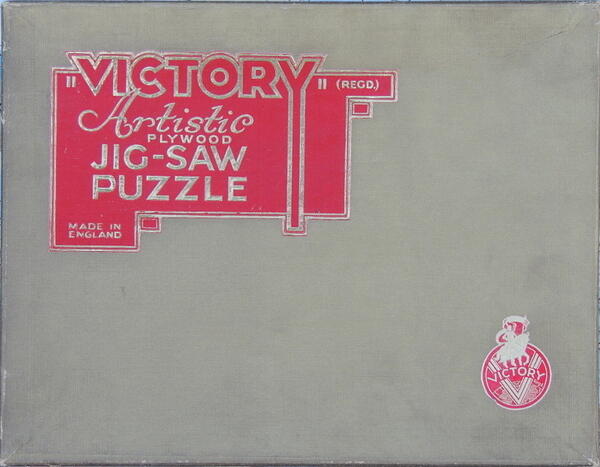 "VICTORY" (REGD.)
Artistic
PLYWOOD
JIG-SAW
PUZZLE
MADE IN
ENGLAND
VICTORY